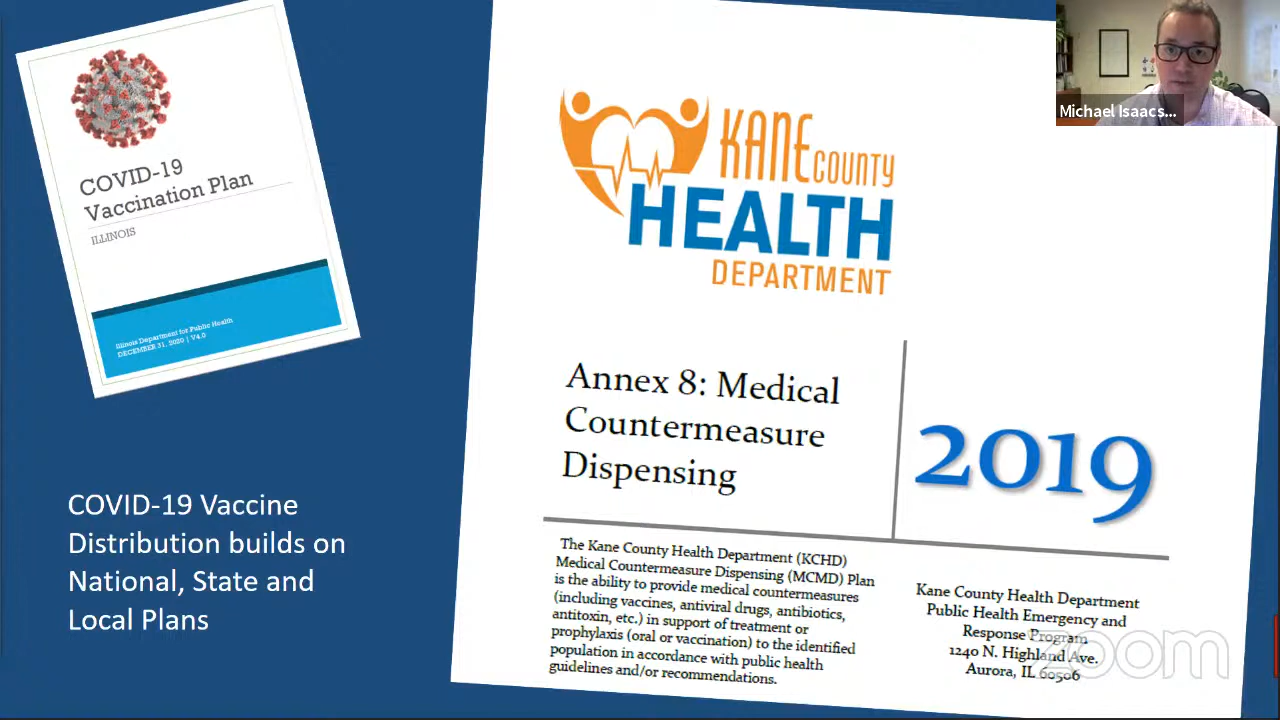 COVID-19
Vaccination Plan
ILLINOIS
Illinois Department for Public Health
DECEMBER 31, 2020 | V4.0
COVID-19 Vaccine
Distribution builds on
National, State and
Local Plans
KANE COUNTY
HEALTH
DEPARTMENT
Annex 8: Medical
Countermeasure
Dispensing
2019
The Kane County Health Department (KCHD)
Medical Countermeasure Dispensing (MCMD) Plan
is the ability to provide medical countermeasures
(including vaccines, antiviral drugs, antibiotics,
antitoxin, etc.) in support of treatment or
prophylaxis (oral or vaccination) to the identified
population in accordance with public health
guidelines and/or recommendations.
Kane County Health Department
Public Health Emergency and
Response Program
1240 N. Highland Ave.
Aurora, IL 60506
Michael Isaacs...
zoom